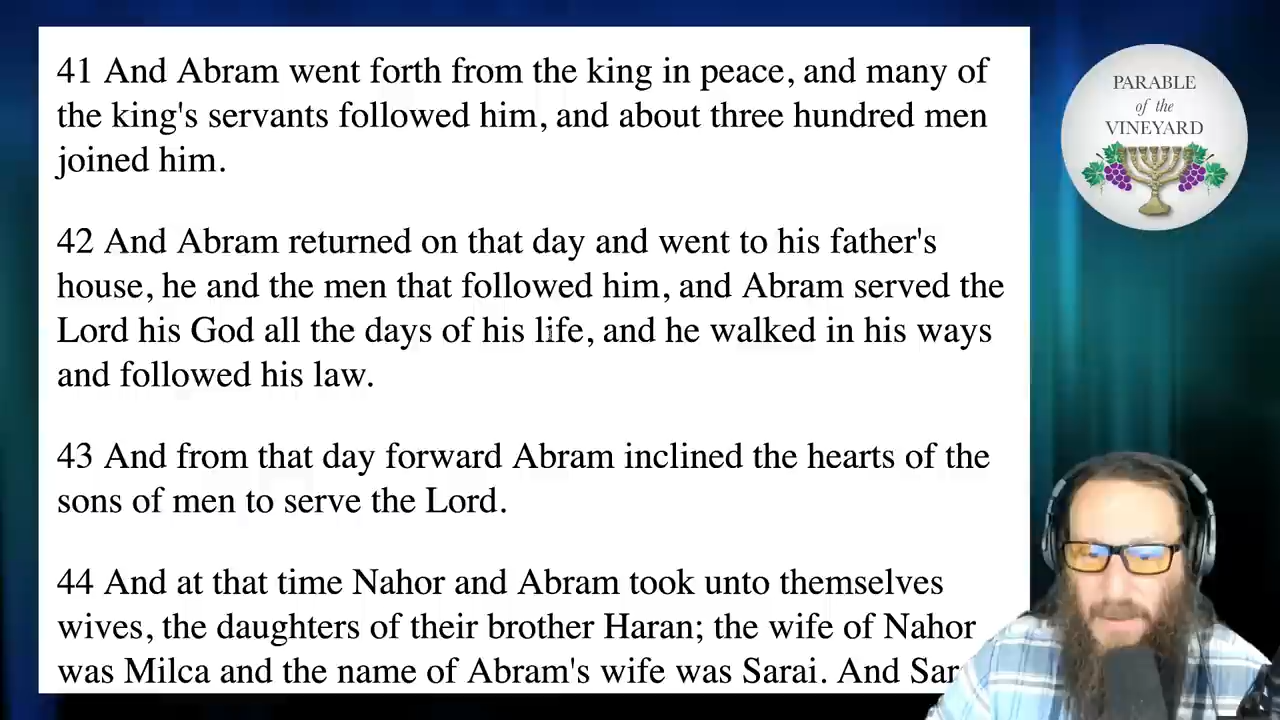 41 And Abram went forth from the king in peace, and many of
the king's servants followed him, and about three hundred men
joined him.
42 And Abram returned on that day and went to his father's
house, he and the men that followed him, and Abram served the
Lord his God all the days of his life, and he walked in his ways
and followed his law.
43 And from that day forward Abram inclined the hearts of the
sons of men to serve the Lord.
44 And at that time Nahor and Abram took unto themselves
wives, the daughters of their brother Haran; the wife of Nahor
was Milca and the name of Abram's wife was Sarai. And
PARABLE
of the
VINEYARD